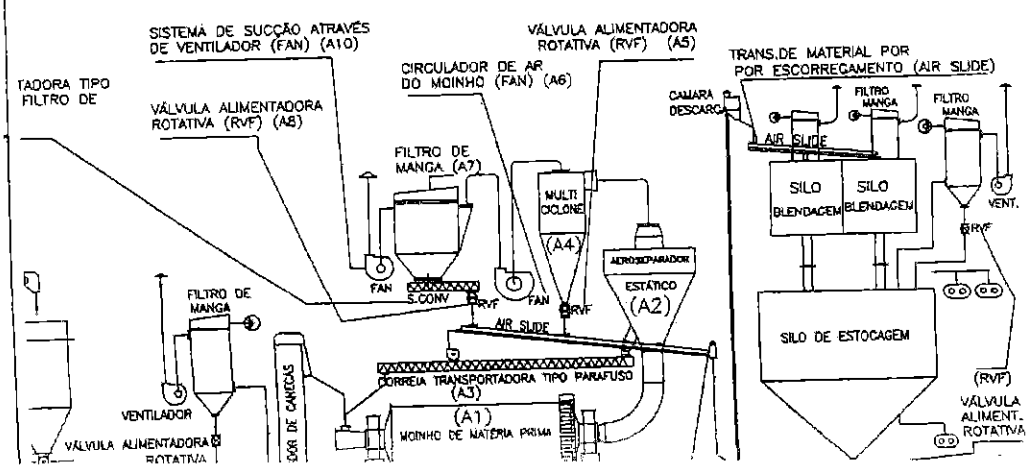 SISTEMA DE SUCÇÃO ATRAVÉS
DE VENTILADOR (FAN) (A10)
VÁLVULA ALIMENTADORA
ROTATIVA (RVF) (A5)
TRANS.DE MATERIAL POR
POR ESCORREGAMENTO (AIR SLIDE)
CIRCULADOR DE AR
DO MOINHO (FAN) (A6)
TADORA TIPO
FILTRO DE
VÁLVULA ALIMENTADORA
ROTATIVA (RVF) (A8)
CAMARA
DESCARGA
FILTRO
MANGA
FILTRO
MANGA
FILTRO
MANGA
AIR SLIDE
FILTRO DE
MANGA (A7)
MULTI
CICLONE
(A4)
SILO
BLENDAGEM
SILO
BLENDAGEM
VENT.
RVF
AEROSEPARADOR
ESTÁTICO
(A2)
FAN
S.CONV
RVF
FAN
RVF
AIR SLIDE
FILTRO DE
MANGA
SILO DE ESTOCAGEM
CORREIA TRANSPORTADORA TIPO PARAFUSO
(A3)
(A1)
MOINHO DE MATÉRIA PRIMA
DOR DE CANECAS
VENTILADOR
VÁLVULA ALIMENTADORA
ROTATIVA
(RVF)
VÁLVULA
ALIMENT.
ROTATIVA